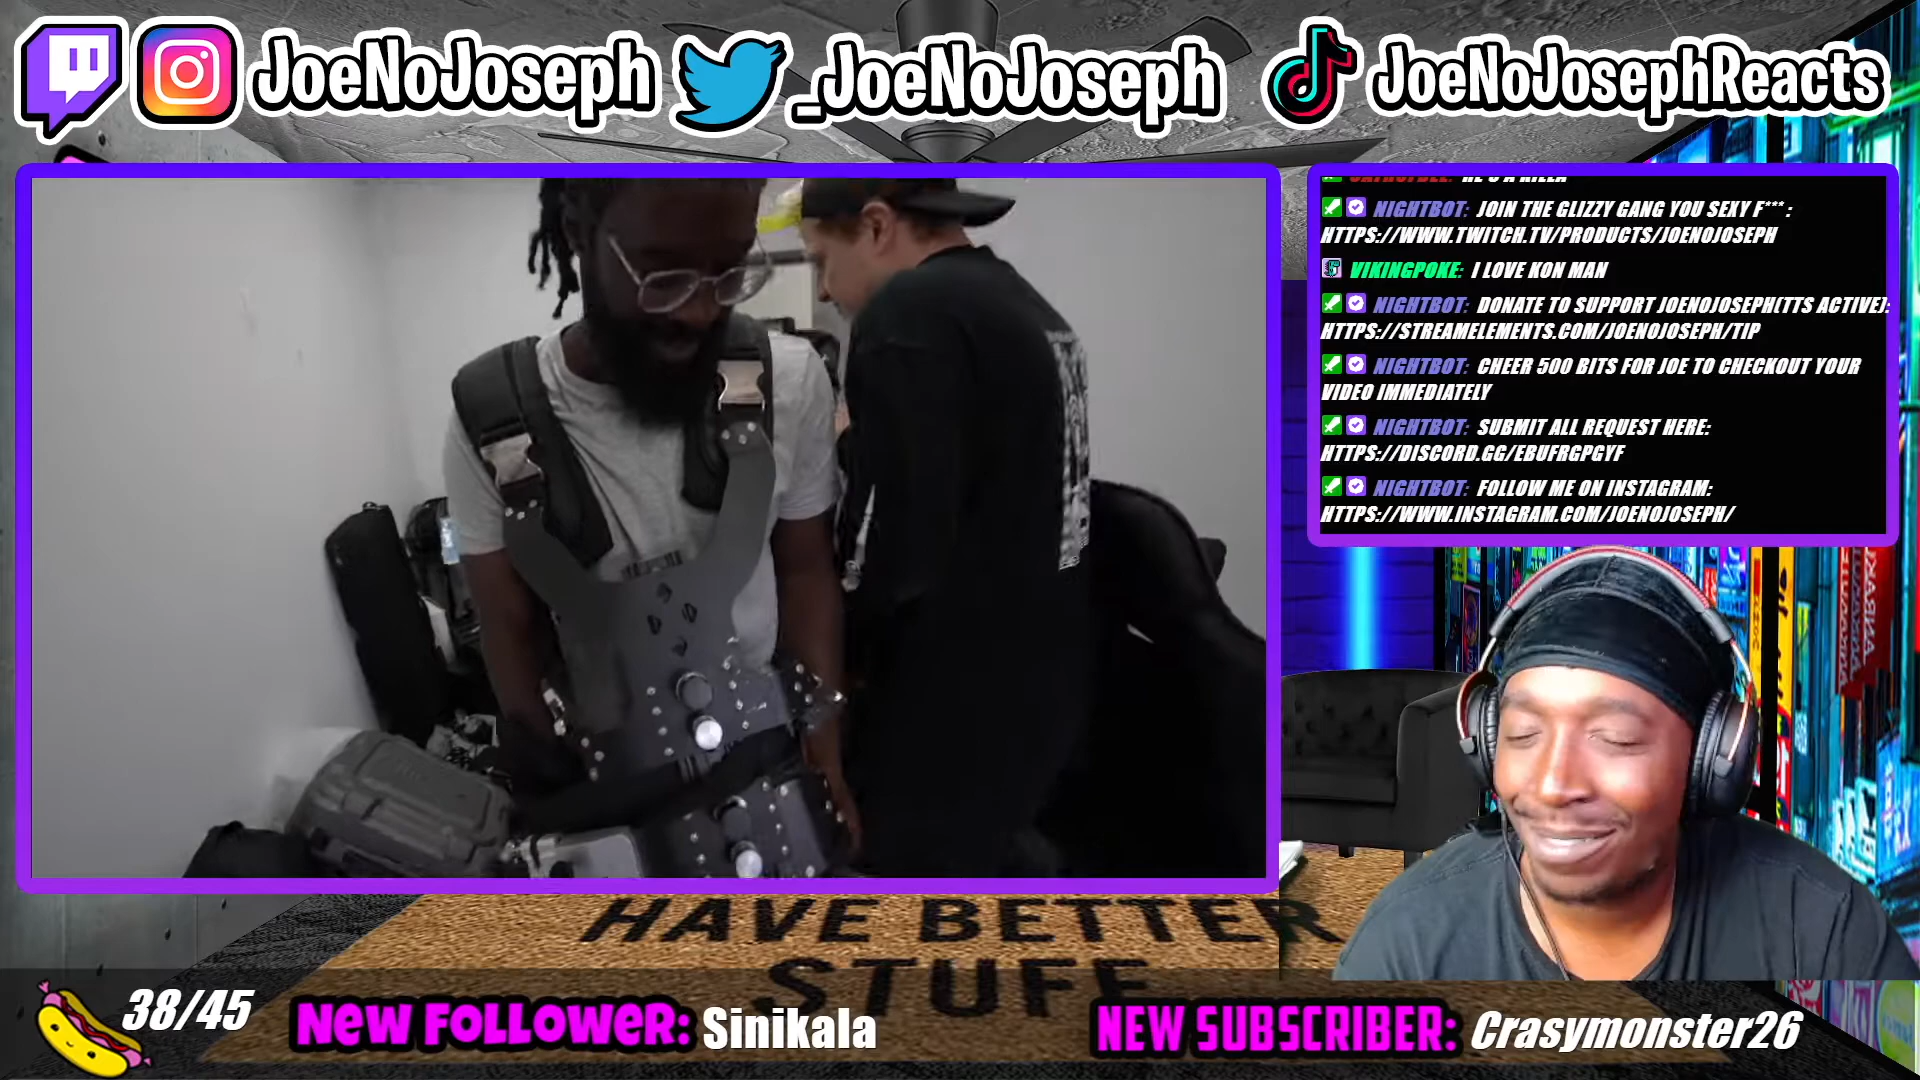 JoeNoJoseph
_JoeNoJoseph
JoeNoJosephReacts
HE'S A KILLA
NIGHTBOT: JOIN THE GLIZZY GANG YOU SEXY F***:
HTTPS://WWW.TWITCH.TV/PRODUCTS/JOENOJOSEPH
VIKINGPOKE: I LOVE KON MAN
NIGHTBOT: DONATE TO SUPPORT JOENOJOSEPH(TTS ACTIVE):
HTTPS://STREAMELEMENTS.COM/JOENOJOSEPH/TIP
NIGHTBOT: CHEER 500 BITS FOR JOE TO CHECKOUT YOUR
VIDEO IMMEDIATELY
NIGHTBOT: SUBMIT ALL REQUEST HERE:
HTTPS://DISCORD.GG/EBUFRGPGYF
NIGHTBOT: FOLLOW ME ON INSTAGRAM:
HTTPS://WWW.INSTAGRAM.COM/JOENOJOSEPH/
HAVE BETTER
STUFF
38/45
NEW FOLLOWER: Sinikala
NEW SUBSCRIBER: Crasymonster26